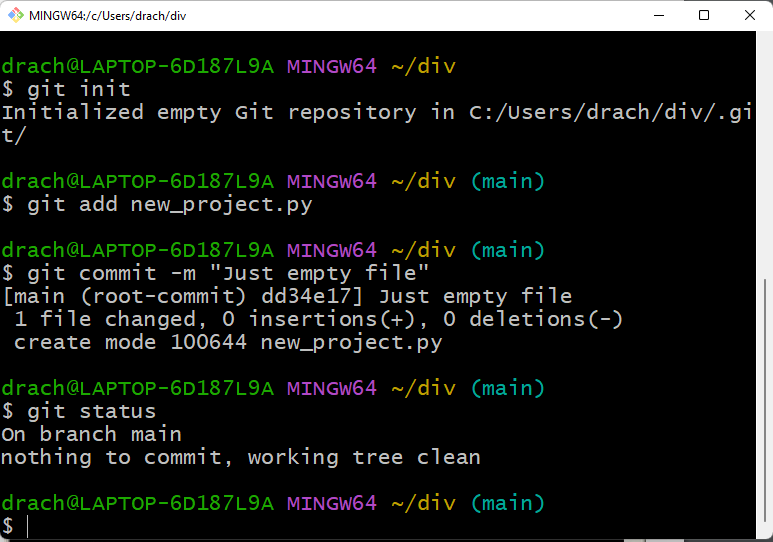 MINGW64:/c/Users/drach/div
drach@LAPTOP-6D187L9A MINGW64 ~/div
$ git init
Initialized empty Git repository in C:/Users/drach/div/.gi
t/
drach@LAPTOP-6D187L9A MINGW64 ~/div (main)
$ git add new_project.py
drach@LAPTOP-6D187L9A MINGW64 ~/div (main)
$ git commit -m "Just empty file"
[main (root-commit) dd34e17] Just empty file
 1 file changed, 0 insertions(+), 0 deletions(-)
 create mode 100644 new_project.py
drach@LAPTOP-6D187L9A MINGW64 ~/div (main)
$ git status
On branch main
nothing to commit, working tree clean
drach@LAPTOP-6D187L9A MINGW64 ~/div (main)
$